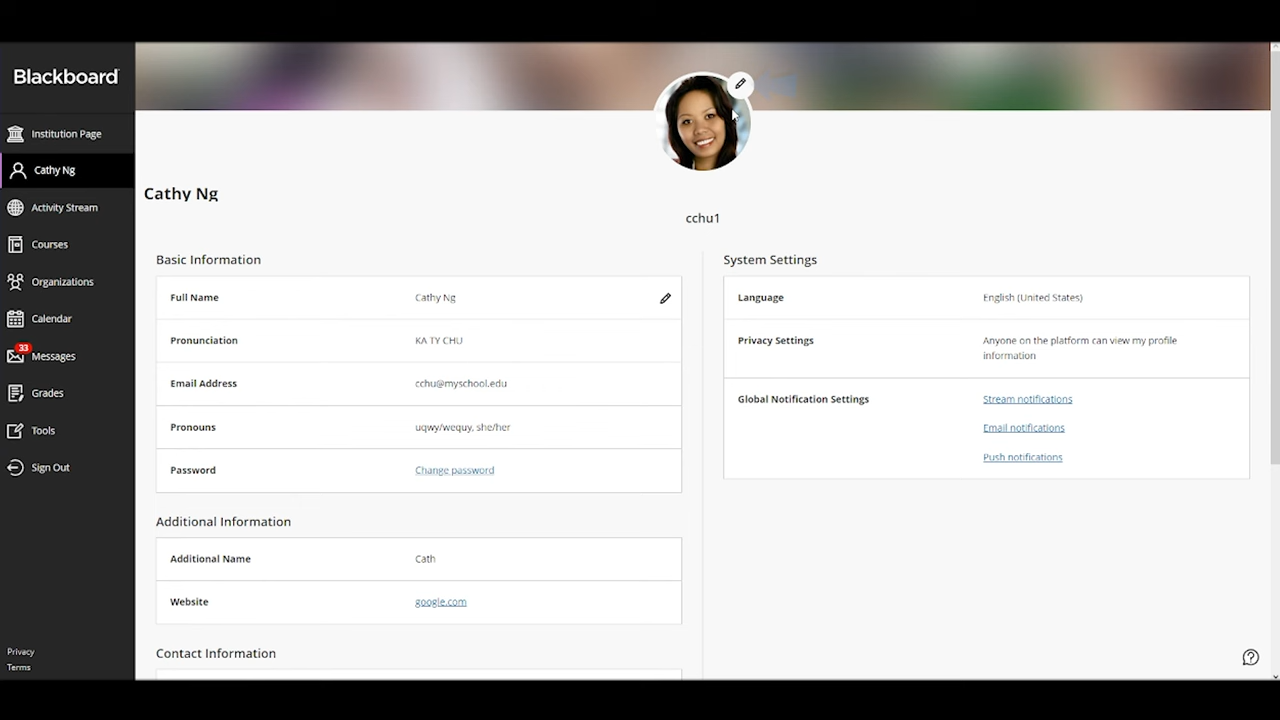 Blackboard
Institution Page
Cathy Ng
Activity Stream
Courses
Organizations
Calendar
33
Messages
Grades
Tools
Sign Out
Privacy
Terms
Cathy Ng
cchu1
Basic Information
Full Name Cathy Ng
Pronunciation KA TY CHU
Email Address cchu@myschool.edu
Pronouns uqwy/wequy, she/her
Password Change password
Additional Information
Additional Name Cath
Website google.com
Contact Information
System Settings
Language English (United States)
Privacy Settings Anyone on the platform can view my profile
information
Global Notification Settings Stream notifications
Email notifications
Push notifications